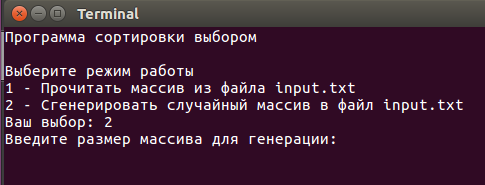 Terminal
Программа сортировки выбором
Выберите режим работы
1 - Прочитать массив из файла input.txt
2 - Сгенерировать случайный массив в файл input.txt
Ваш выбор: 2
Введите размер массива для генерации: